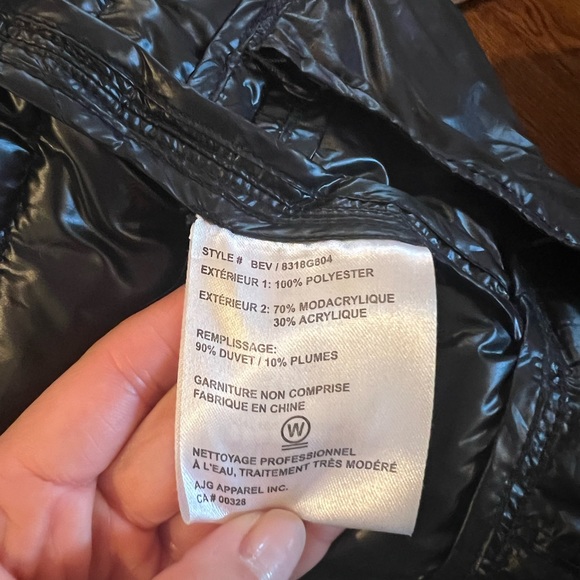 STYLE # BEV / 8318G804
EXTÉRIEUR 1: 100% POLYESTER
EXTÉRIEUR 2: 70% MODACRYLIQUE
30% ACRYLIQUE
REMPLISSAGE:
90% DUVET / 10% PLUMES
GARNITURE NON COMPRISE
FABRIQUE EN CHINE
W
NETTOYAGE PROFESSIONNEL
À L'EAU, TRAITEMENT TRÈS MODÉRÉ
AJG APPAREL INC.
CA # 00328